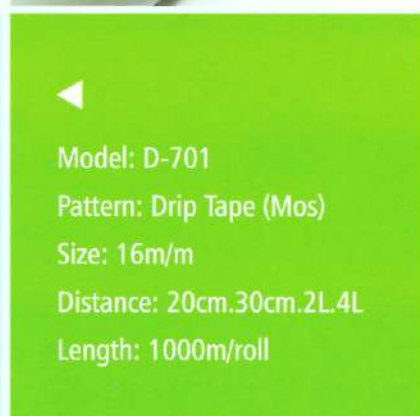 Model: D-701
Pattern: Drip Tape (Mos)
Size: 16m/m
Distance: 20cm.30cm.2L.4L
Length: 1000m/roll